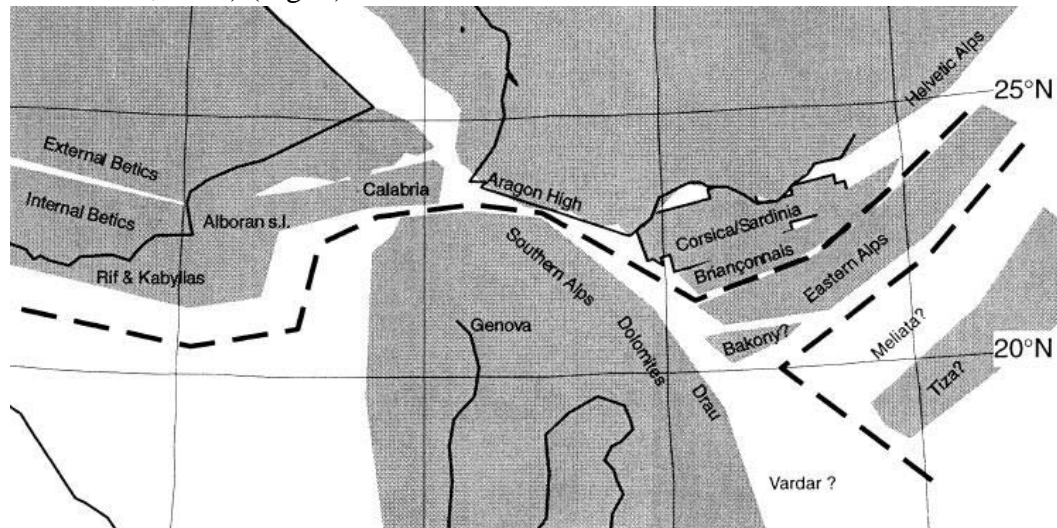 Helvetic Alps
25°N
External Betics
Internal Betics
Calabria
Aragon High
Alboran s.l.
Corsica/Sardinia
Rif & Kabylias
Southern Alps
Briançonnais
Eastern Alps
Genova
Dolomites
Bakony?
Meliata?
20°N
Drau
Tiza?
Vardar ?